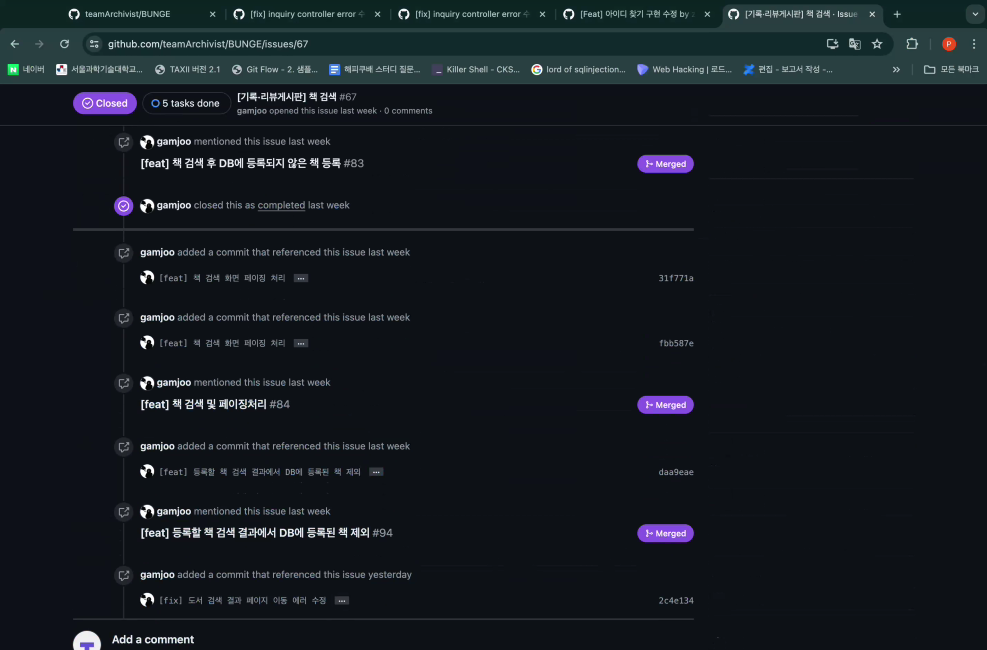 teamArchivist/BUNGE
[fix] inquiry controller error 수
[fix] inquiry controller error 수
[Feat] 아이디 찾기 구현 수정 by
[기록·리뷰게시판] 책 검색 · Issue
github.com/teamArchivist/BUNGE/issues/67
P
N 네이버
서울과학기술대학교...
TAXII 버전 2.1
Git Flow - 2. 샘플...
해피쿠베 스터디 질문...
Killer Shell - CKS...
lord of sqlinjection...
Web Hacking | 로드...
편집 - 보고서 작성 -...
»
모든 북마크
Closed
5 tasks done
[기록·리뷰게시판] 책 검색 #67
gamjoo opened this issue last week · 0 comments
gamjoo mentioned this issue last week
[feat] 책 검색 후 DB에 등록되지 않은 책 등록 #83
Merged
gamjoo closed this as completed last week
gamjoo added a commit that referenced this issue last week
[feat] 책 검색 화면 페이징 처리 ...
31f771a
gamjoo added a commit that referenced this issue last week
[feat] 책 검색 화면 페이징 처리 ...
fbb587e
gamjoo mentioned this issue last week
[feat] 책 검색 및 페이징처리 #84
Merged
gamjoo added a commit that referenced this issue last week
[feat] 등록할 책 검색 결과에서 DB에 등록된 책 제외 ...
daa9eae
gamjoo mentioned this issue last week
[feat] 등록할 책 검색 결과에서 DB에 등록된 책 제외 #94
Merged
gamjoo added a commit that referenced this issue yesterday
[fix] 도서 검색 결과 페이지 이동 에러 수정 ...
2c4e134
Add a comment